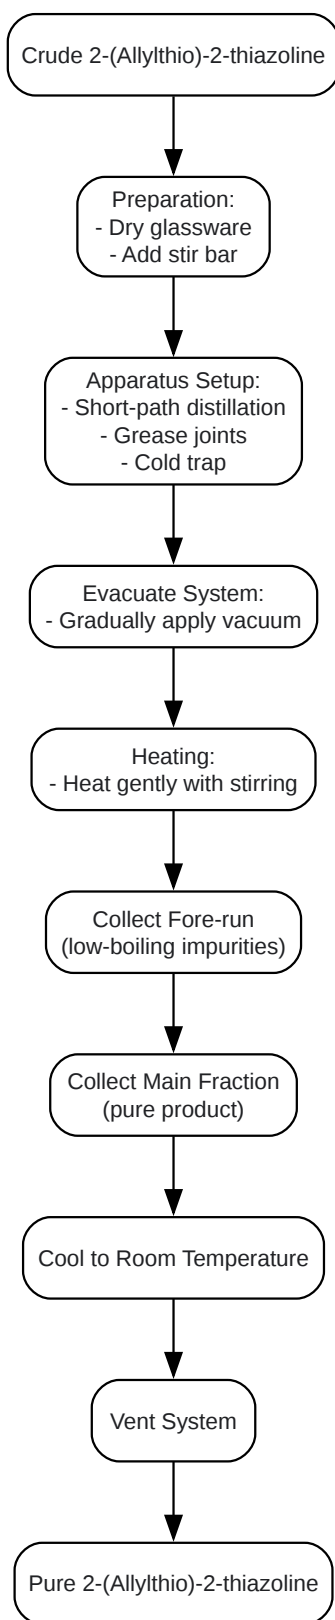 Crude 2-(Allylthio)-2-thiazoline
Preparation:
- Dry glassware
- Add stir bar
Apparatus Setup:
- Short-path distillation
- Grease joints
- Cold trap
Evacuate System:
- Gradually apply vacuum
Heating:
- Heat gently with stirring
Collect Fore-run
(low-boiling impurities)
Collect Main Fraction
(pure product)
Cool to Room Temperature
Vent System
Pure 2-(Allylthio)-2-thiazoline